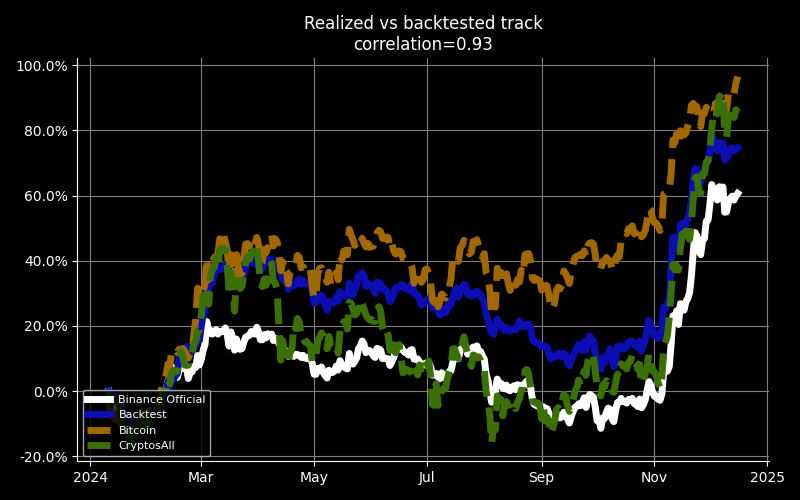 Realized vs backtested track
correlation=0.93
100.0%
80.0%
60.0%
40.0%
20.0%
0.0%
-20.0%
Binance Official
Backtest
Bitcoin
CryptosAll
2024 Mar May Jul Sep Nov 2025